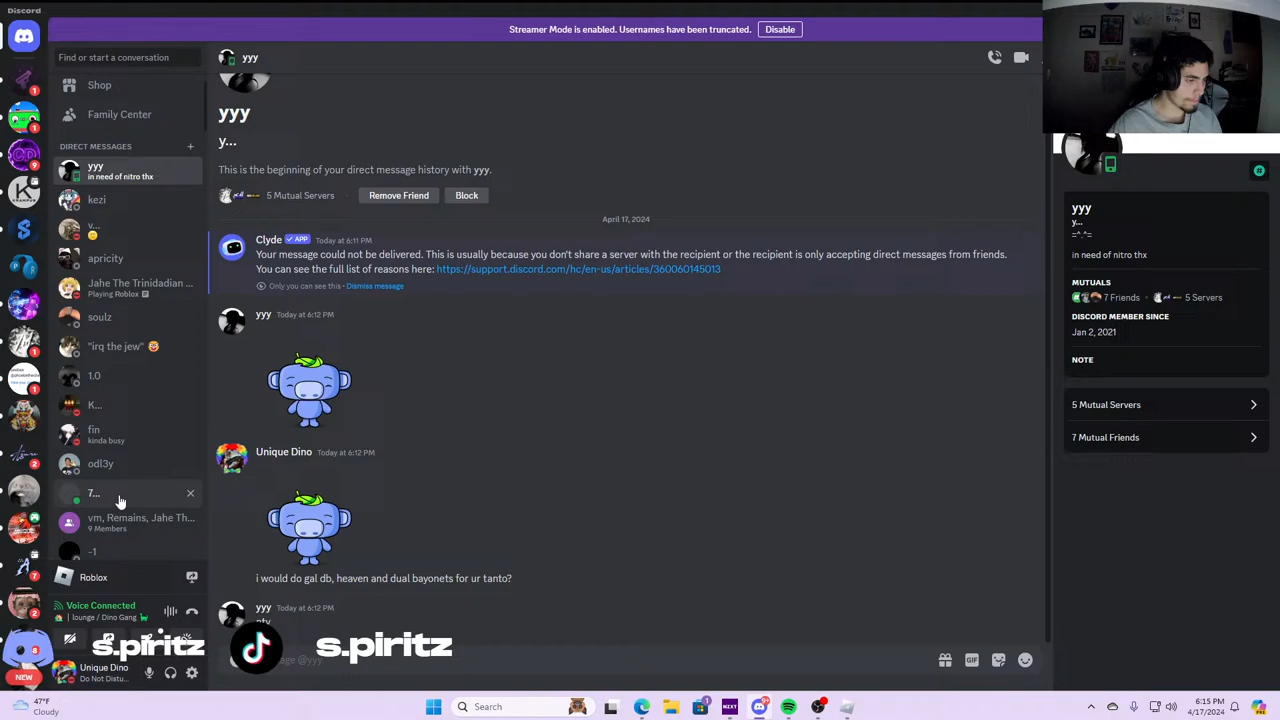 Discord
Streamer Mode is enabled. Usernames have been truncated.
Disable
Find or start a conversation
Shop
Family Center
DIRECT MESSAGES
yyy
in need of nitro thx
kezi
v...
apricity
Jahe The Trinidadian ...
Playing Roblox
soulz
"irq the jew"
1.0
K...
fin
kinda busy
odl3y
7...
vm, Remains, Jahe Th...
9 Members
-1
Roblox
Voice Connected
lounge / Dino Gang
Unique Dino
Do Not Distu...
NEW
yyy
yyy
y...
This is the beginning of your direct message history with yyy.
5 Mutual Servers
Remove Friend
Block
April 17, 2024
Clyde APP Today at 6:11 PM
Your message could not be delivered. This is usually because you don't share a server with the recipient or the recipient is only accepting direct messages from friends.
You can see the full list of reasons here: https://support.discord.com/hc/en-us/articles/360060145013
Only you can see this • Dismiss message
yyy Today at 6:12 PM
Unique Dino Today at 6:12 PM
i would do gal db, heaven and dual bayonets for ur tanto?
yyy Today at 6:12 PM
nty
s.piritz
s.piritz
@yyy
GIF
yyy
y...
=^.^=
in need of nitro thx
MUTUALS
7 Friends • 5 Servers
DISCORD MEMBER SINCE
Jan 2, 2021
NOTE
5 Mutual Servers
7 Mutual Friends
47°F
Cloudy
Search
6:15 PM
4/17/2024